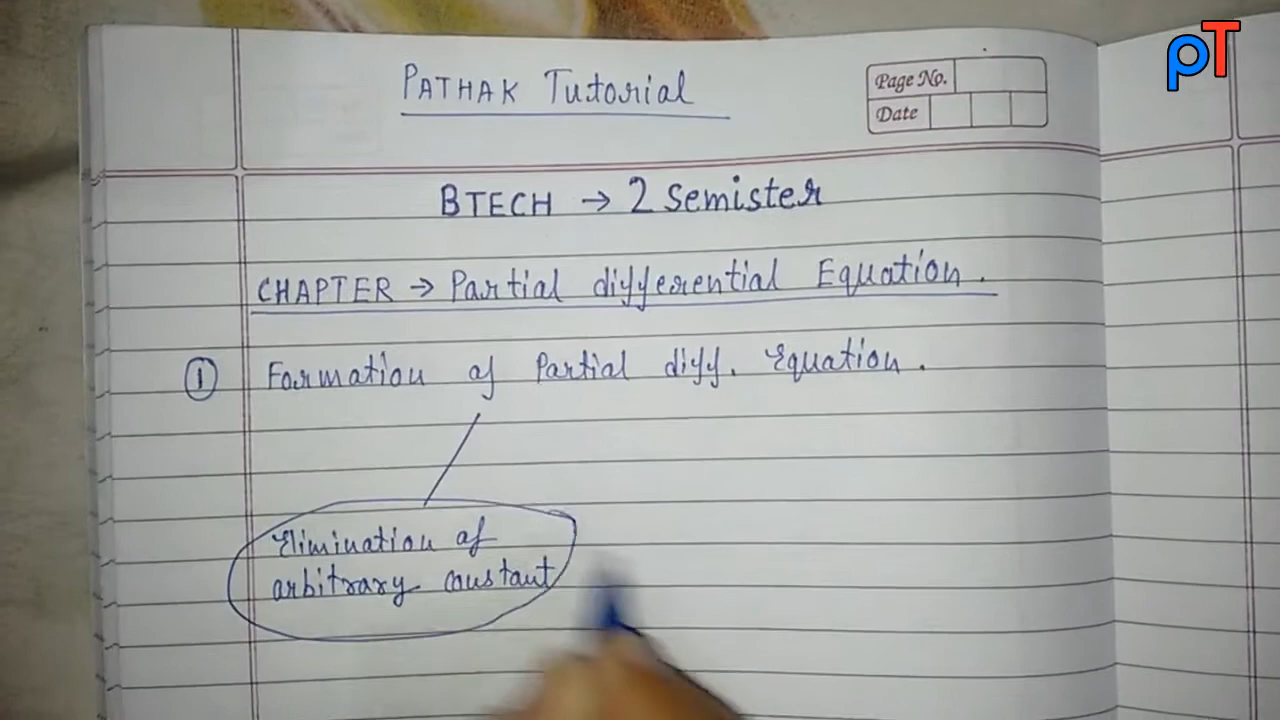 PT
PATHAK Tutorial
Page No.
Date
BTECH → 2 Semister
CHAPTER → Partial differential Equation.
① Formation of Partial diff. Equation.
Elimination of
arbitrary constant